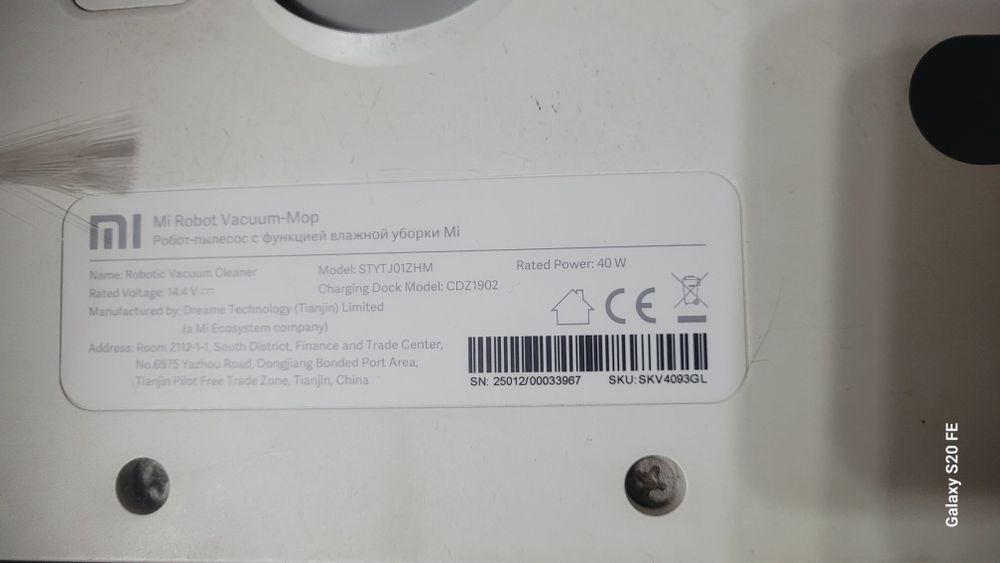 mi Mi Robot Vacuum-Mop
Робот-пылесос с функцией влажной уборки Mi
Name: Robotic Vacuum Cleaner Model: STYTJ01ZHM Rated Power: 40 W
Rated Voltage: 14.4 V Charging Dock Model: CDZ1902
Manufactured by: Dreame Technology (Tianjin) Limited
(a Mi Ecosystem company)
CE
Address: Room 2112-1-1, South District, Finance and Trade Center,
No.6975 Yazhou Road, Dongjiang Bonded Port Area,
Tianjin Pilot Free Trade Zone, Tianjin, China
SN: 25012/00033967 SKU: SKV4093GL
Galaxy S20 FE